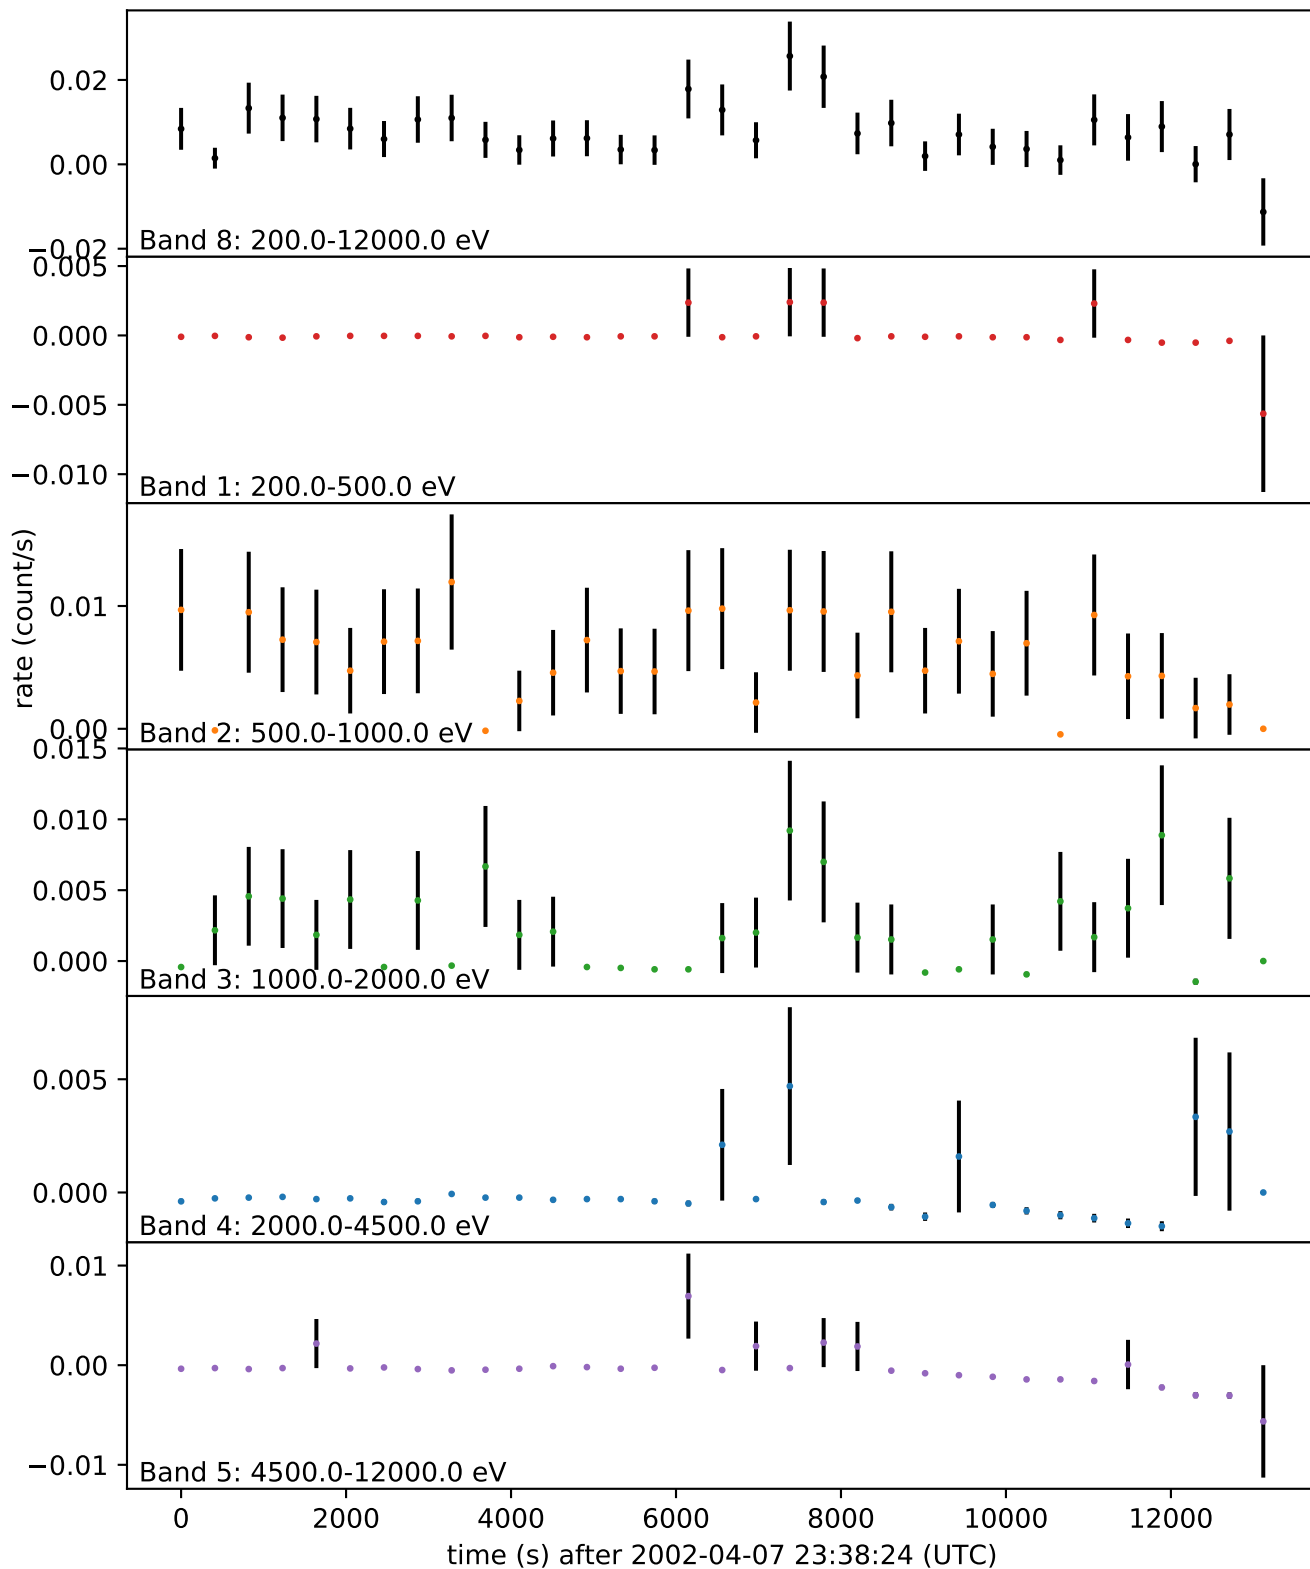 0.02
0.00
−0.02
Band 8: 200.0-12000.0 eV
0.005
0.000
−0.005
−0.010
Band 1: 200.0-500.0 eV
rate (count/s)
0.01
0.00
Band 2: 500.0-1000.0 eV
0.015
0.010
0.005
0.000
Band 3: 1000.0-2000.0 eV
0.005
0.000
Band 4: 2000.0-4500.0 eV
0.01
0.00
−0.01
Band 5: 4500.0-12000.0 eV
0 2000 4000 6000 8000 10000 12000
time (s) after 2002-04-07 23:38:24 (UTC)